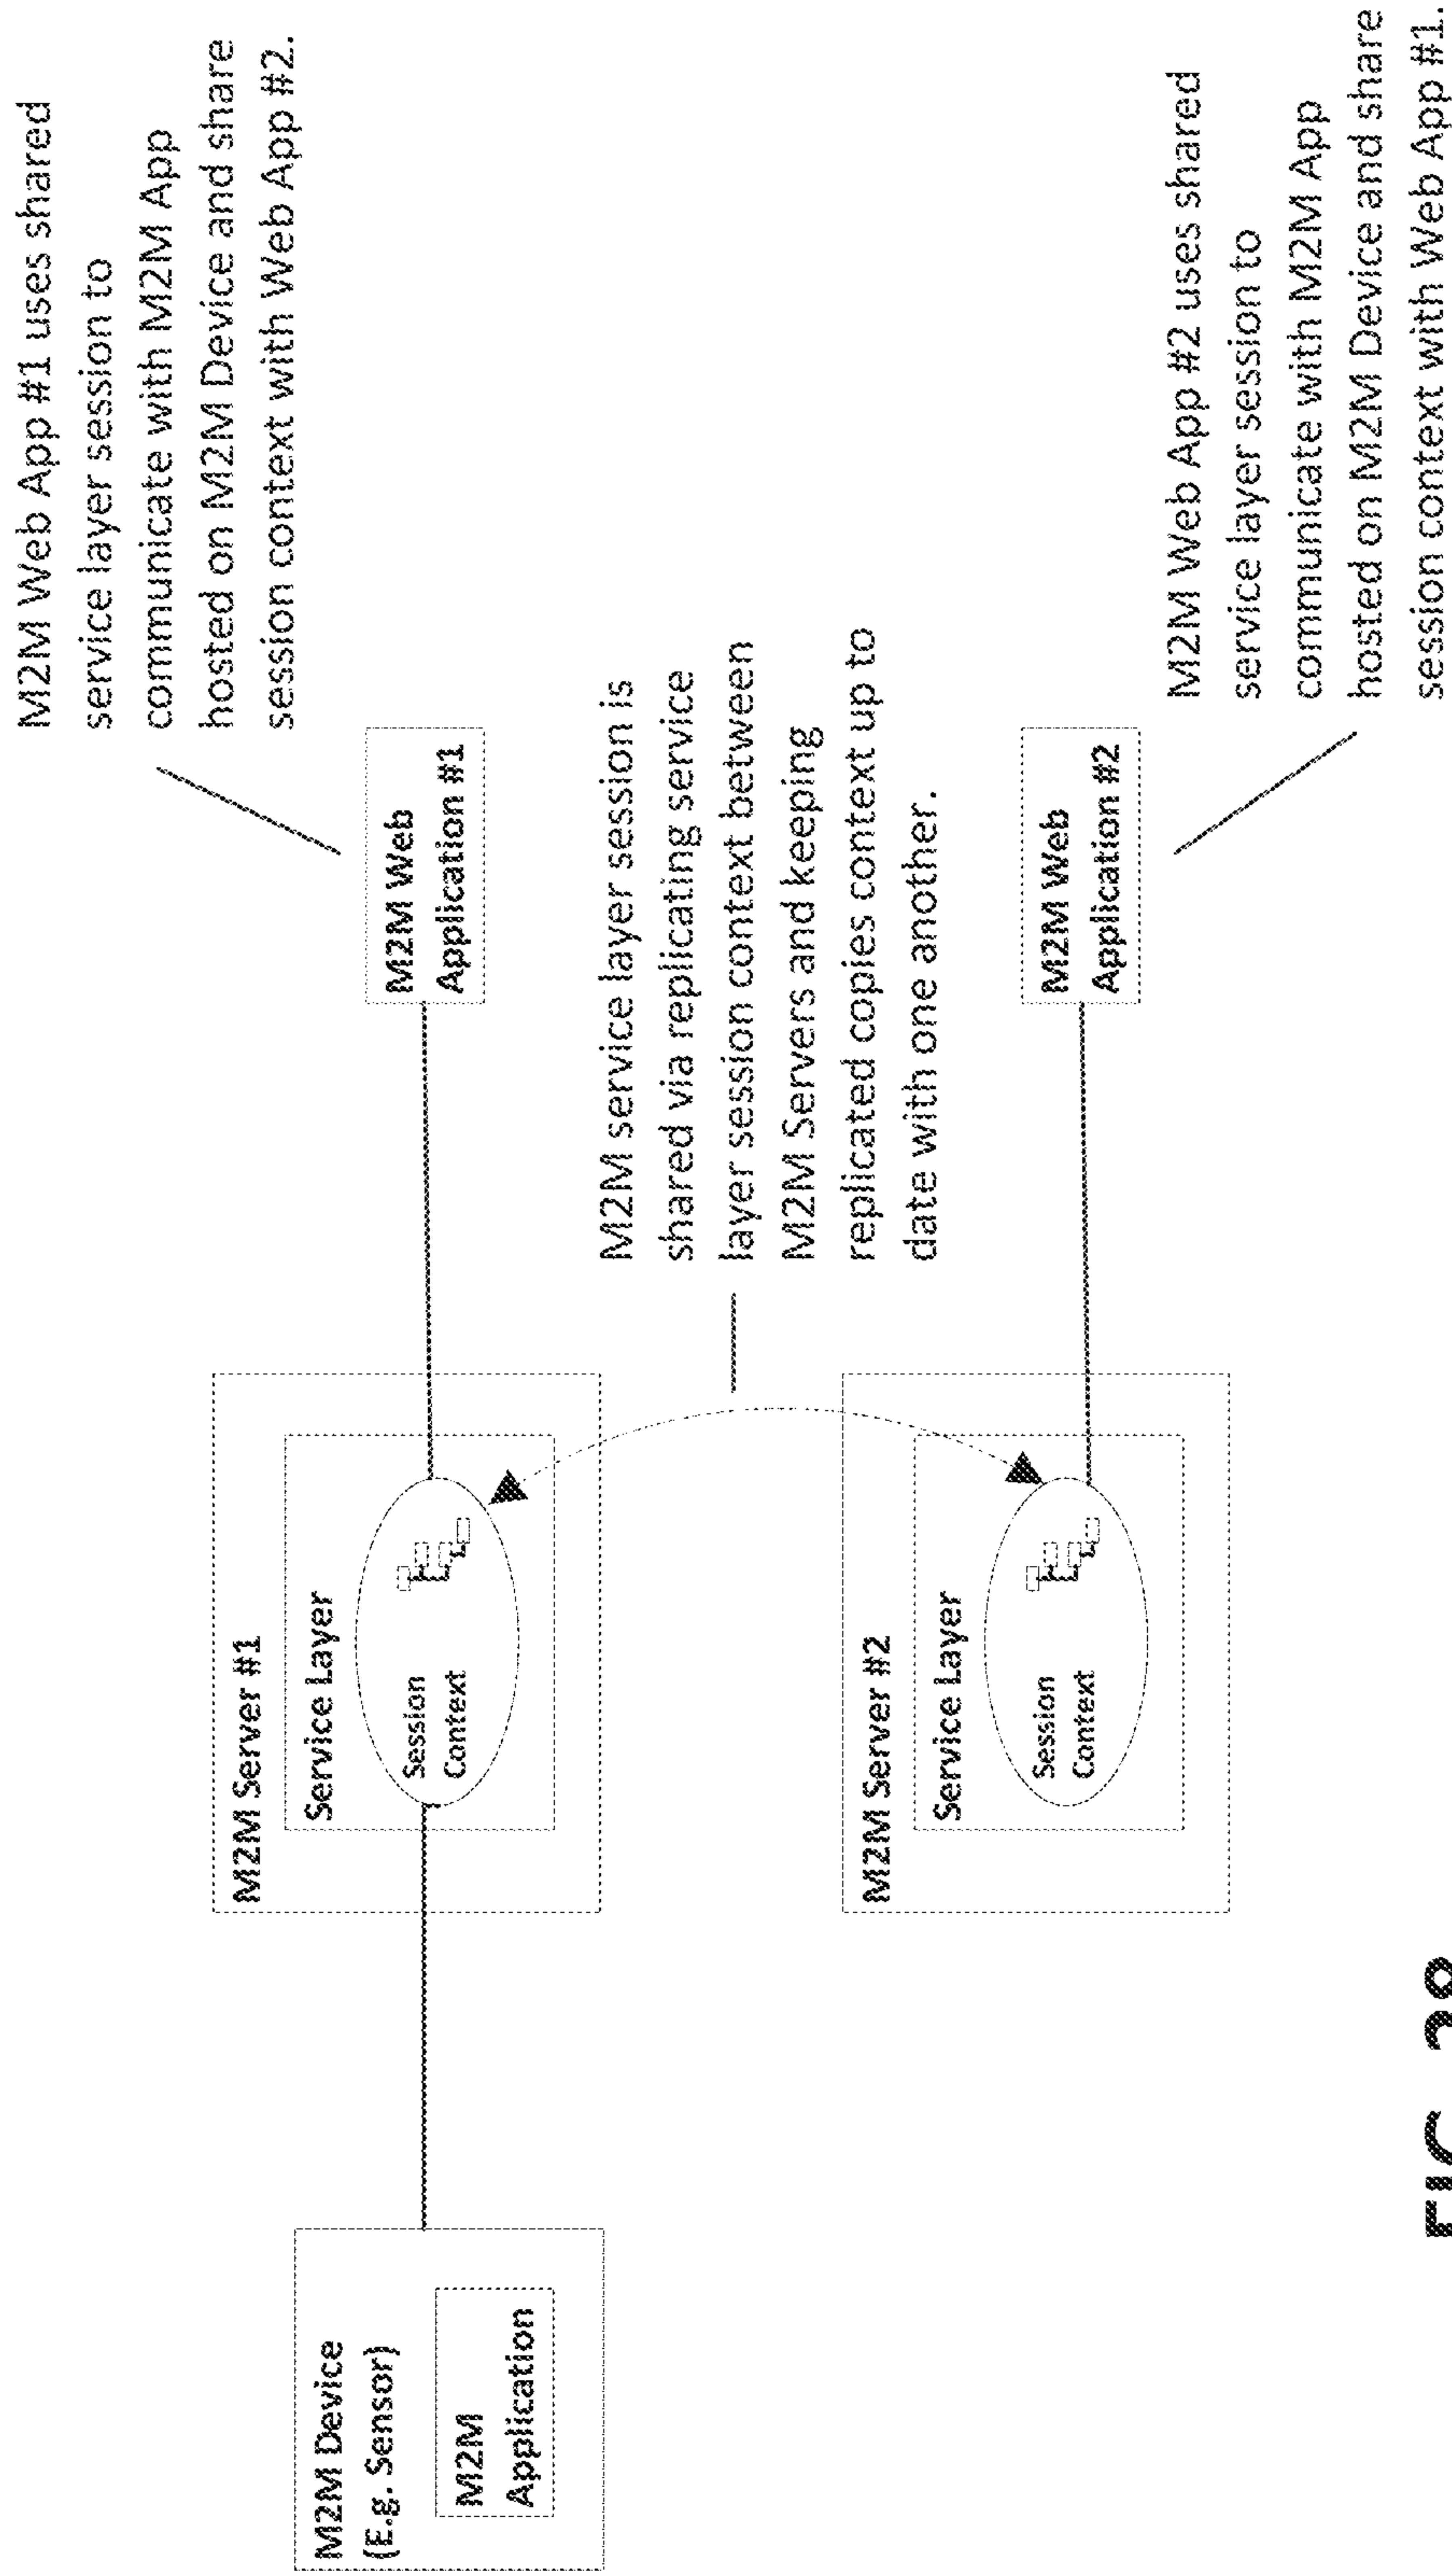 M2M Web App #1 uses shared
service layer session to
communicate with M2M App
hosted on M2M Device and share
session context with Web App #2.
M2M Device
(E.g. Sensor)
M2M
Application
M2M Server #1
Service Layer
Session
Context
M2M Web
Application #1
M2M service layer session is
shared via replicating service
layer session context between
M2M Servers and keeping
replicated copies context up to
date with one another.
M2M Server #2
Service Layer
Session
Context
M2M Web
Application #2
M2M Web App #2 uses shared
service layer session to
communicate with M2M App
hosted on M2M Device and share
session context with Web App #1.
FIG.